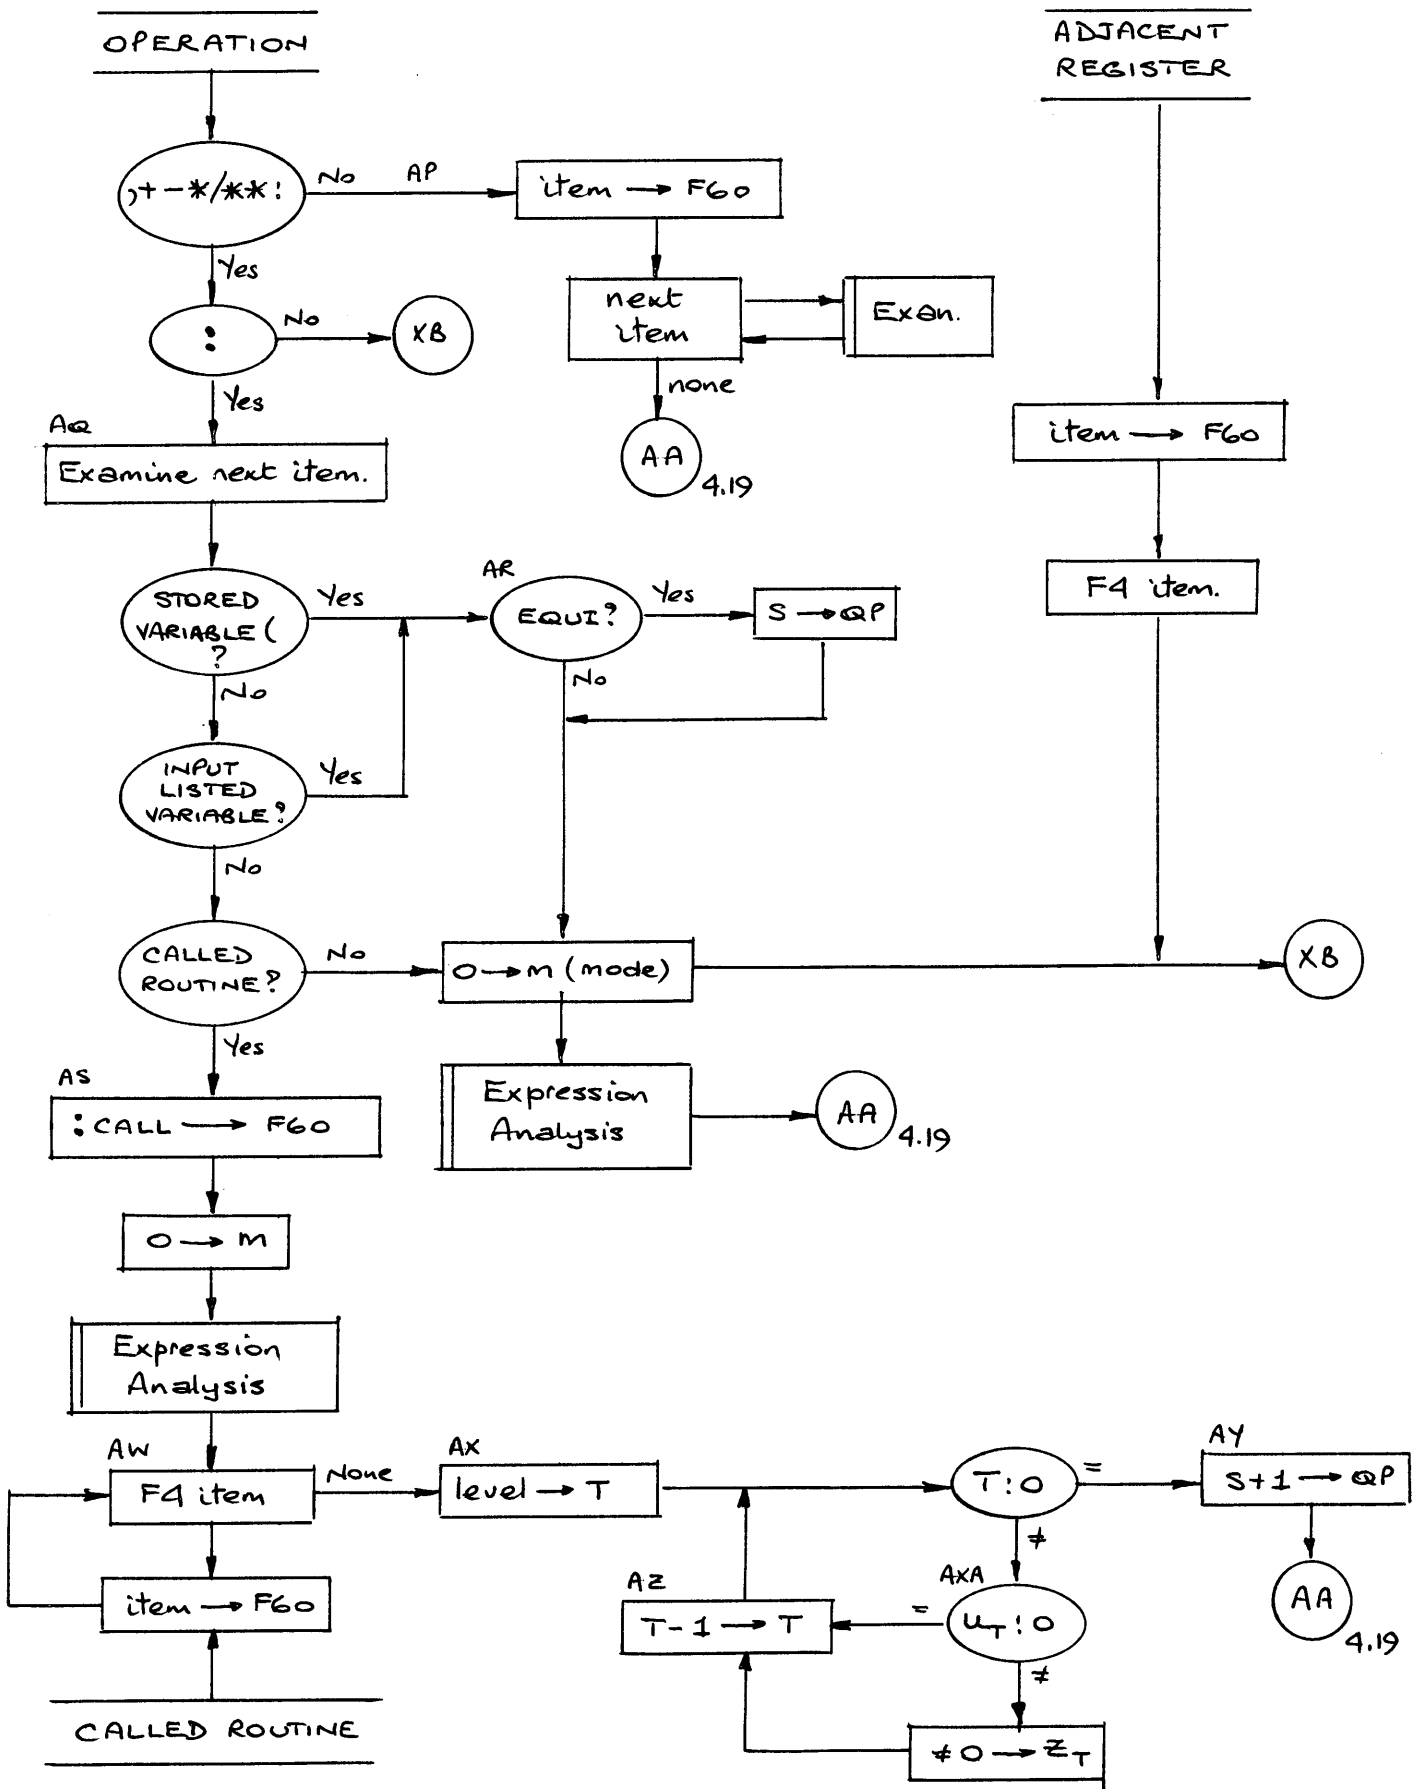 OPERATION
ADJACENT
REGISTER
,+-*/**:
No
AP
item → F60
Yes
next
item
Exan.
:
No
XB
none
Yes
AQ
Examine next item.
AA
4.19
item → F60
STORED
VARIABLE (
?
Yes
AR
EQUI?
Yes
S → QP
F4 item.
No
No
INPUT
LISTED
VARIABLE?
Yes
No
CALLED
ROUTINE?
No
0 → m (mode)
XB
Yes
AS
:CALL → F60
Expression
Analysis
AA
4.19
0 → m
Expression
Analysis
AW
F4 item
None
AX
level → T
T:0
=
AY
S+1 → QP
≠
item → F60
AZ
T-1 → T
=
AXA
uT:0
AA
4.19
≠
CALLED ROUTINE
≠0 → ZT